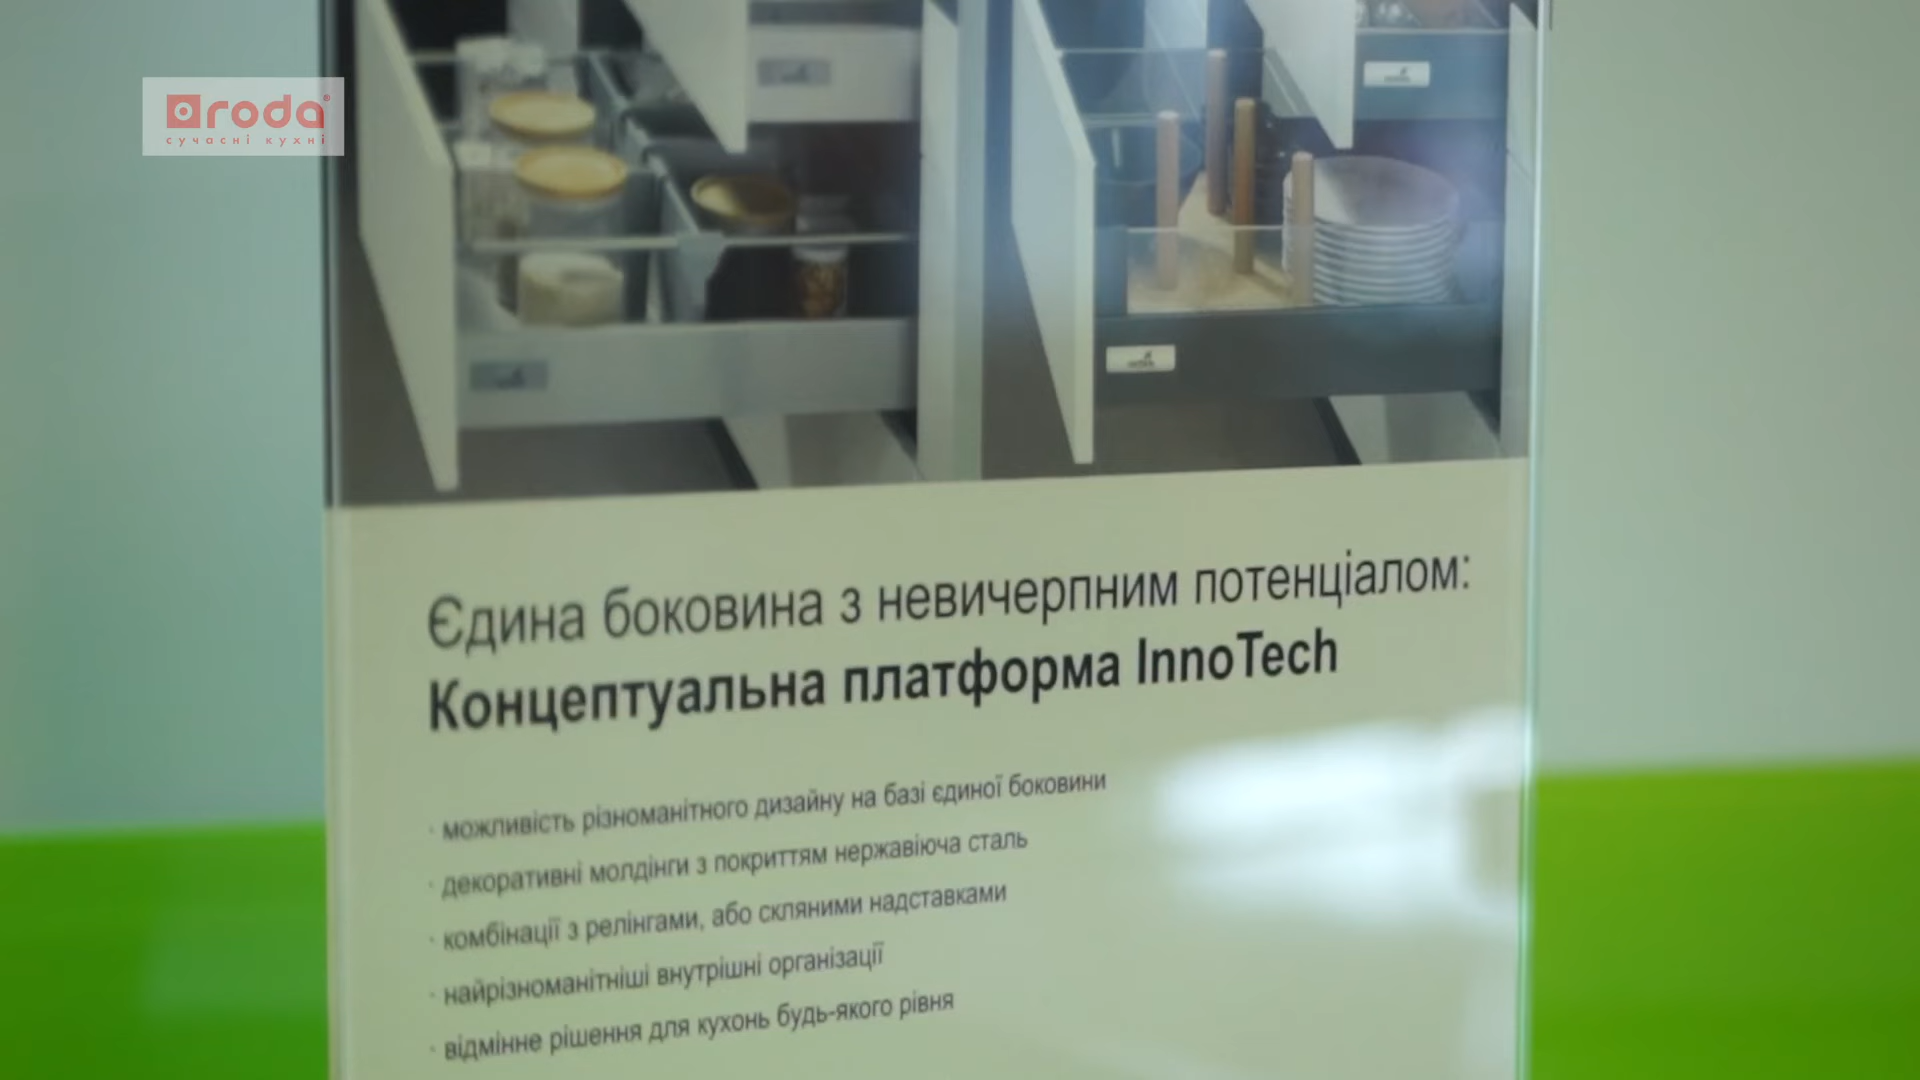 roda®
сучасні кухні
Єдина боковина з невичерпним потенціалом:
Концептуальна платформа InnoTech
· можливість різноманітного дизайну на базі єдиної боковини
· декоративні молдінги з покриттям нержавіюча сталь
· комбінації з релінгами, або скляними надставками
· найрізноманітніші внутрішні організації
· відмінне рішення для кухонь будь-якого рівня